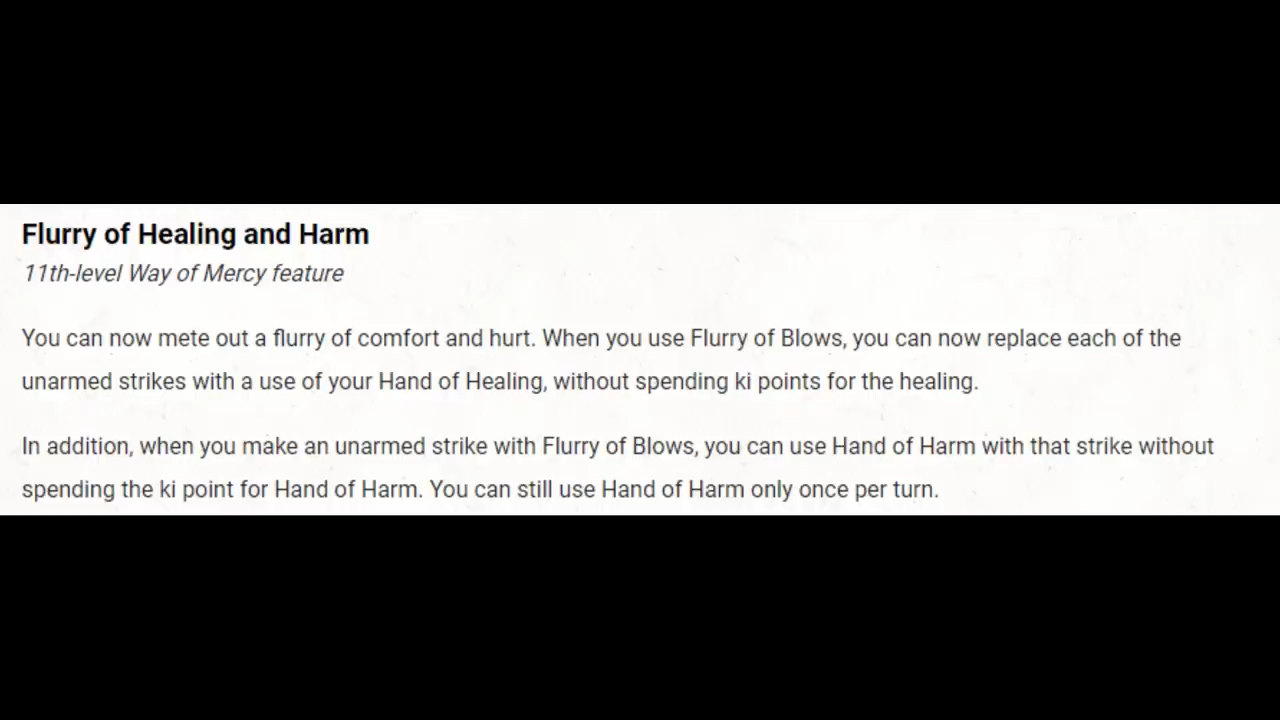 Flurry of Healing and Harm
11th-level Way of Mercy feature
You can now mete out a flurry of comfort and hurt. When you use Flurry of Blows, you can now replace each of the
unarmed strikes with a use of your Hand of Healing, without spending ki points for the healing.
In addition, when you make an unarmed strike with Flurry of Blows, you can use Hand of Harm with that strike without
spending the ki point for Hand of Harm. You can still use Hand of Harm only once per turn.